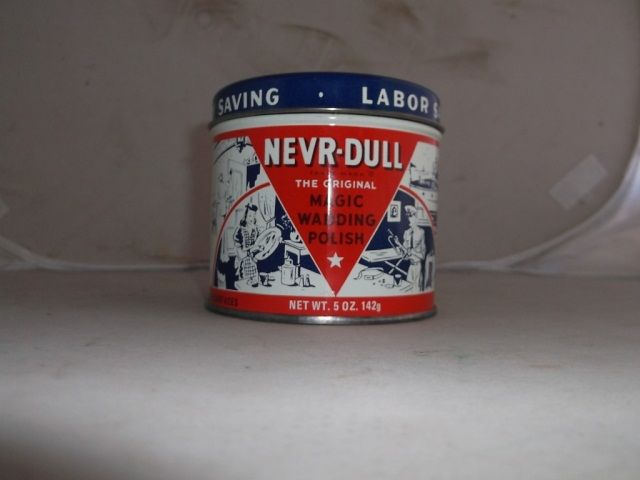 SAVING · LABOR S
NEVR-DULL
THE ORIGINAL
MAGIC
WADDING
POLISH
NET WT. 5 OZ. 142g